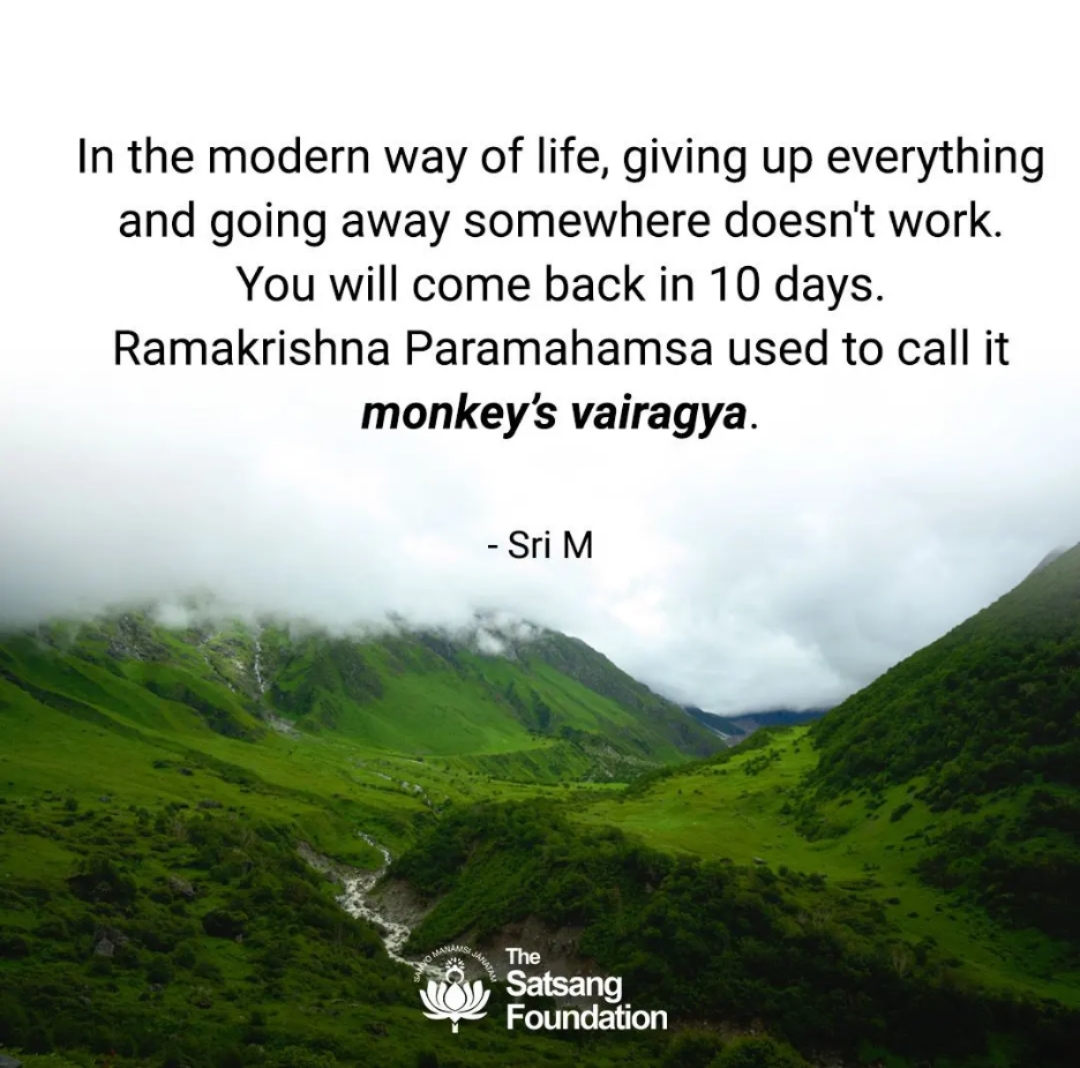 In the modern way of life, giving up everything
and going away somewhere doesn't work.
You will come back in 10 days.
Ramakrishna Paramahamsa used to call it
monkey’s vairagya.
- Sri M
The
Satsang
Foundation